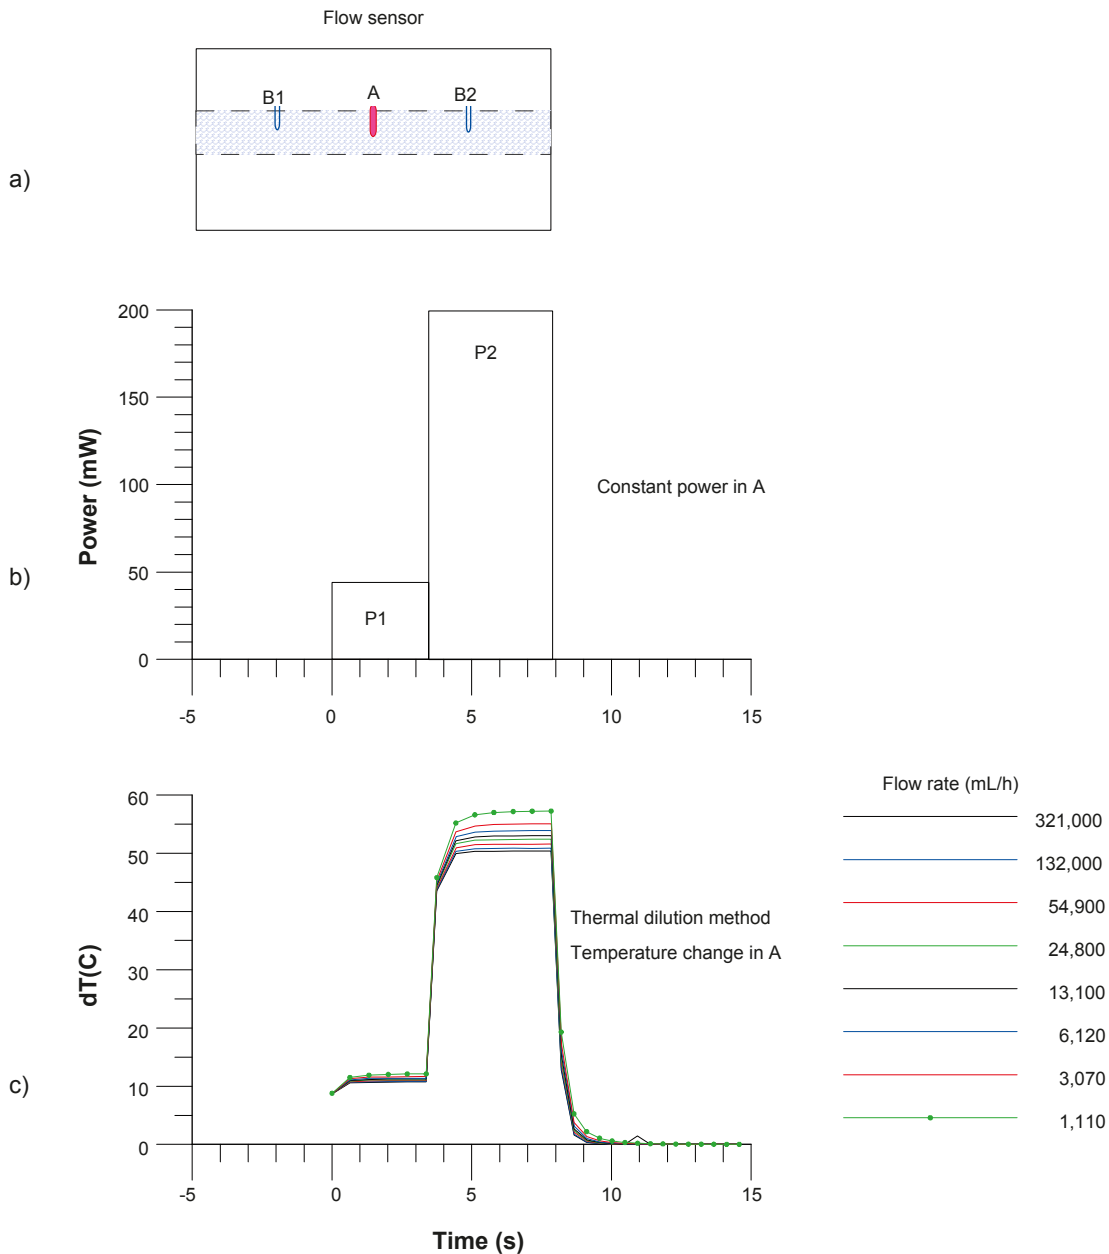 Flow sensor
B1
A
B2
a)
200
150
100
50
0
Power (mW)
P1
P2
Constant power in A
b)
-5
0
5
10
15
60
50
40
30
20
10
0
dT(C)
Thermal dilution method
Temperature change in A
c)
-5
0
5
10
15
Time (s)
Flow rate (mL/h)
321,000
132,000
54,900
24,800
13,100
6,120
3,070
1,110